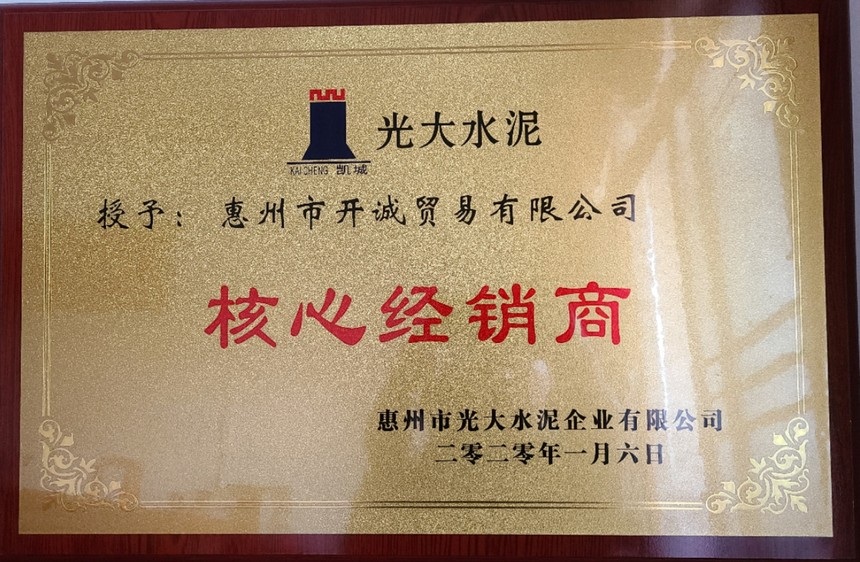 光大水泥
KAI CHENG 凯城
授予：惠州市开诚贸易有限公司
核心经销商
惠州市光大水泥企业有限公司
二零二零年一月六日